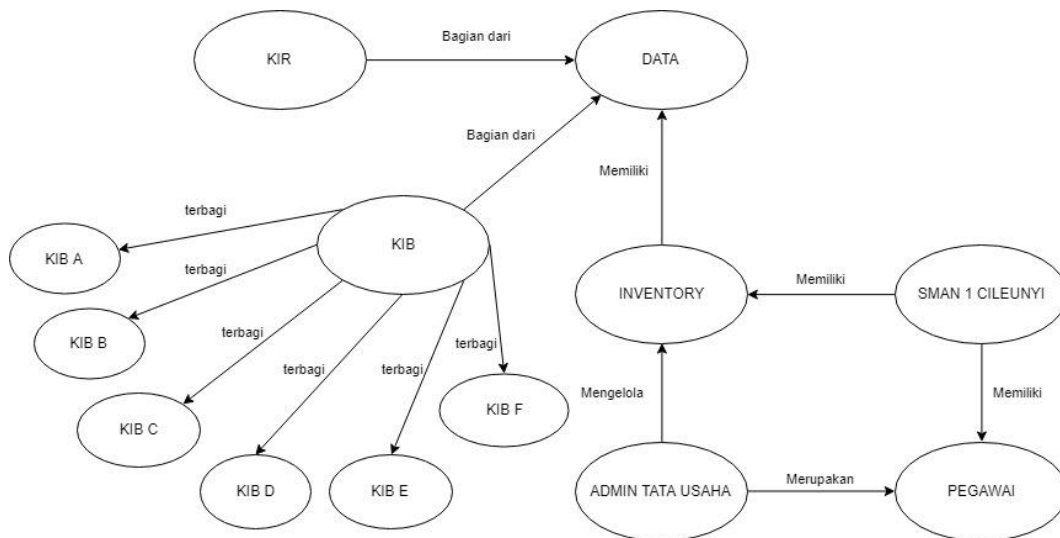 Bagian dari
KIR
DATA
Bagian dari
Memiliki
terbagi
KIB
KIB A
terbagi
Memiliki
INVENTORY
SMAN 1 CILEUNYI
KIB B
terbagi
terbagi
terbagi
terbagi
Mengelola
Memiliki
KIB F
KIB C
Merupakan
KIB D
KIB E
ADMIN TATA USAHA
PEGAWAI